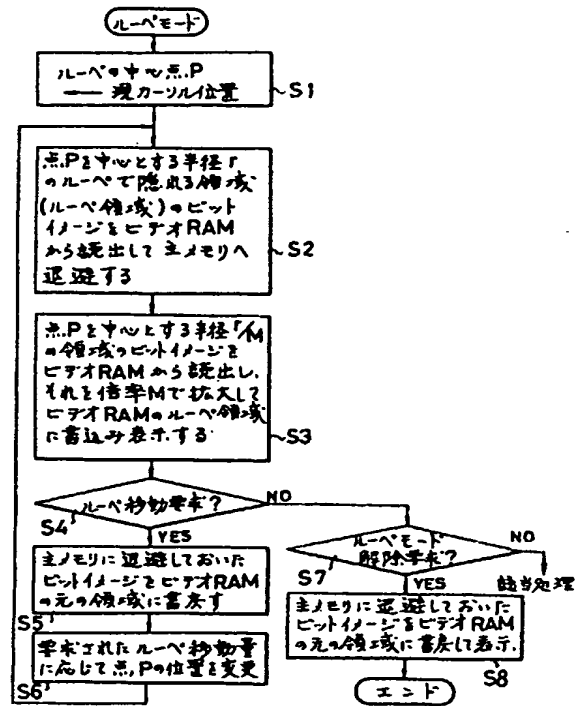 ルーペモード
ルーペの中心点P
← 現カーソル位置
S1
点Pを中心とする半径r
のルーペで隠れる領域
(ルーペ領域)のビット
イメージをビデオRAM
から読出して主メモリへ
退避する
S2
点Pを中心とする半径r/M
の領域のビットイメージを
ビデオRAMから読出し、
それを倍率Mで拡大して
ビデオRAMのルーペ領域
に書込み表示する
S3
ルーペ移動要求?
NO
S4
YES
主メモリに退避しておいた
ビットイメージをビデオRAM
の元の領域に書戻す
S5
要求されたルーペ移動量
に応じて点Pの位置を変更
S6
ルーペモード
解除要求?
NO
S7
YES
該当処理
主メモリに退避しておいた
ビットイメージをビデオRAM
の元の領域に書戻して表示
S8
エンド